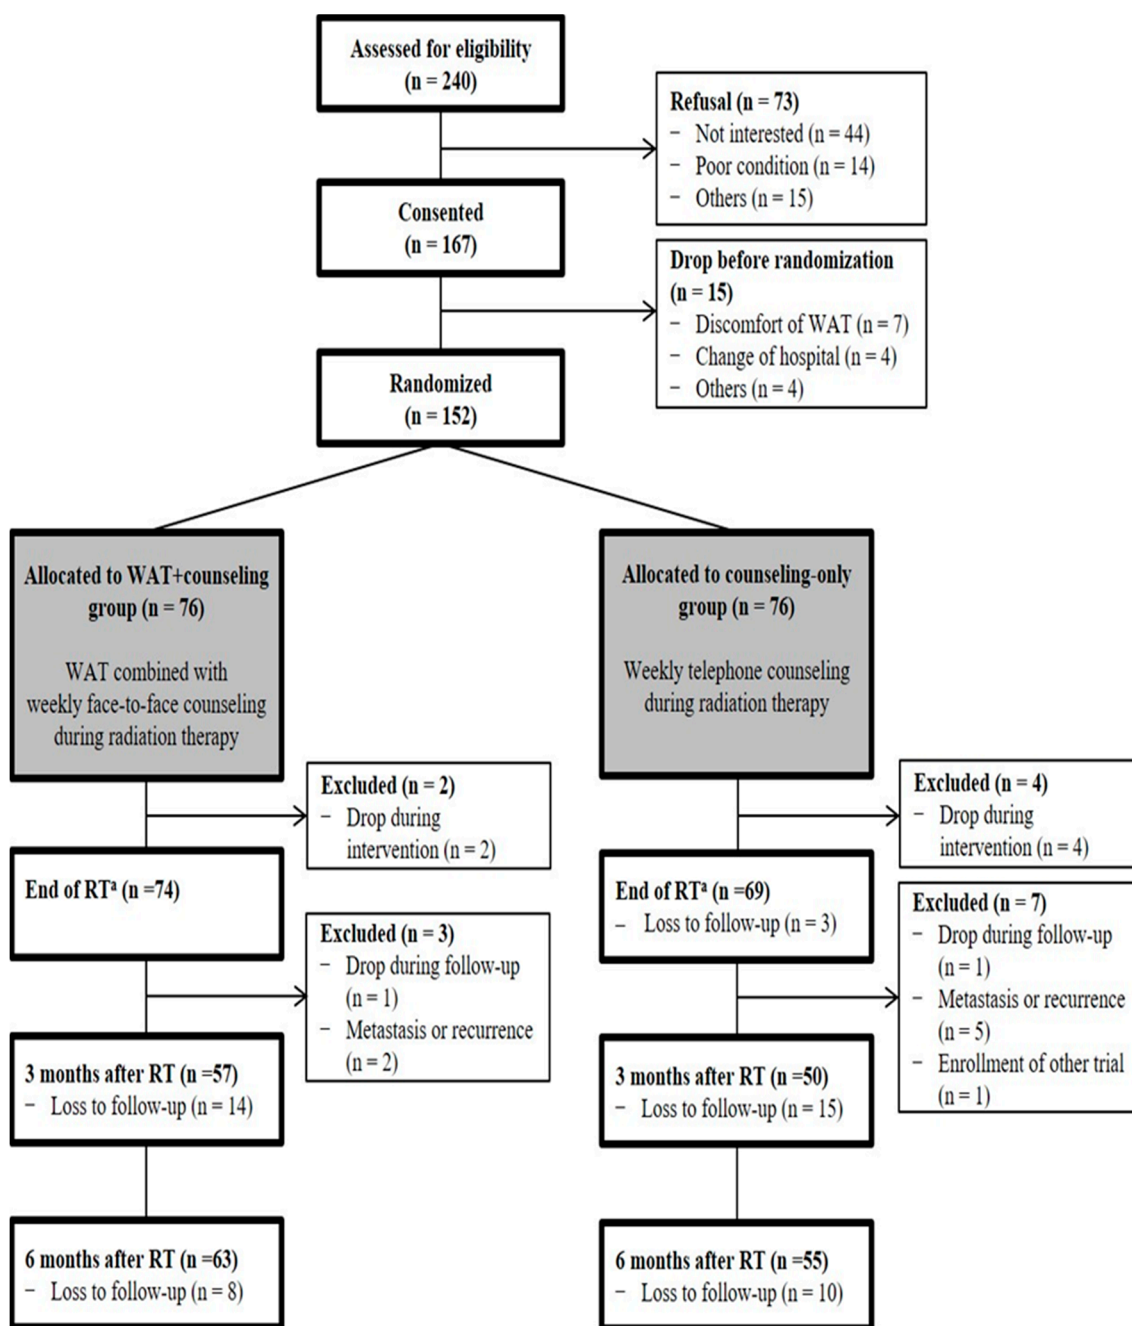 Assessed for eligibility
(n = 240)
Refusal (n = 73)
− Not interested (n = 44)
− Poor condition (n = 14)
− Others (n = 15)
Consented
(n = 167)
Drop before randomization
(n = 15)
− Discomfort of WAT (n = 7)
− Change of hospital (n = 4)
− Others (n = 4)
Randomized
(n = 152)
Allocated to WAT+counseling
group (n = 76)
WAT combined with
weekly face-to-face counseling
during radiation therapy
Allocated to counseling-only
group (n = 76)
Weekly telephone counseling
during radiation therapy
Excluded (n = 2)
− Drop during
intervention (n = 2)
Excluded (n = 4)
− Drop during
intervention (n = 4)
End of RTᵃ (n =74)
End of RTᵃ (n =69)
− Loss to follow-up (n = 3)
Excluded (n = 3)
− Drop during follow-up
(n = 1)
− Metastasis or recurrence
(n = 2)
Excluded (n = 7)
− Drop during follow-up
(n = 1)
− Metastasis or recurrence
(n = 5)
− Enrollment of other trial
(n = 1)
3 months after RT (n =57)
− Loss to follow-up (n = 14)
3 months after RT (n =50)
− Loss to follow-up (n = 15)
6 months after RT (n =63)
− Loss to follow-up (n = 8)
6 months after RT (n =55)
− Loss to follow-up (n = 10)